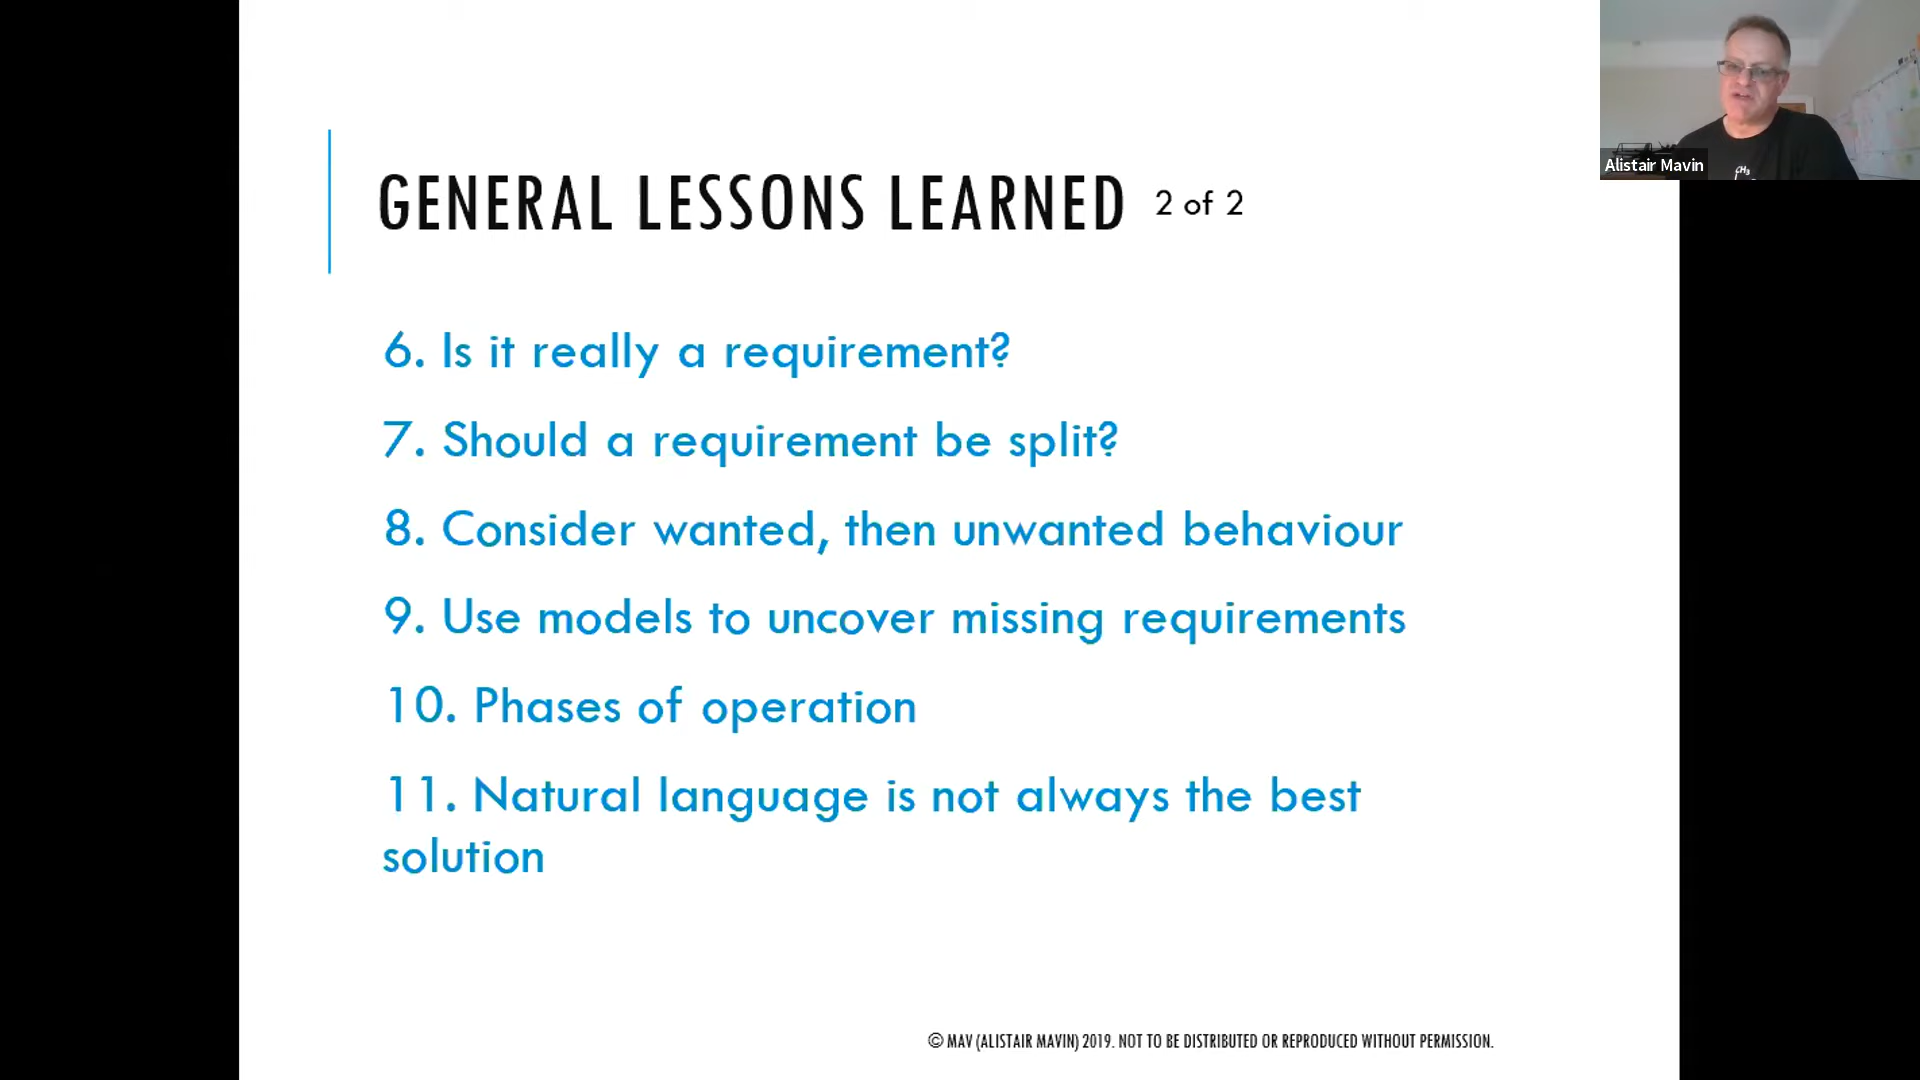 GENERAL LESSONS LEARNED 2 of 2
6. Is it really a requirement?
7. Should a requirement be split?
8. Consider wanted, then unwanted behaviour
9. Use models to uncover missing requirements
10. Phases of operation
11. Natural language is not always the best
solution
© MAV (ALISTAIR MAVIN) 2019. NOT TO BE DISTRIBUTED OR REPRODUCED WITHOUT PERMISSION.
Alistair Mavin